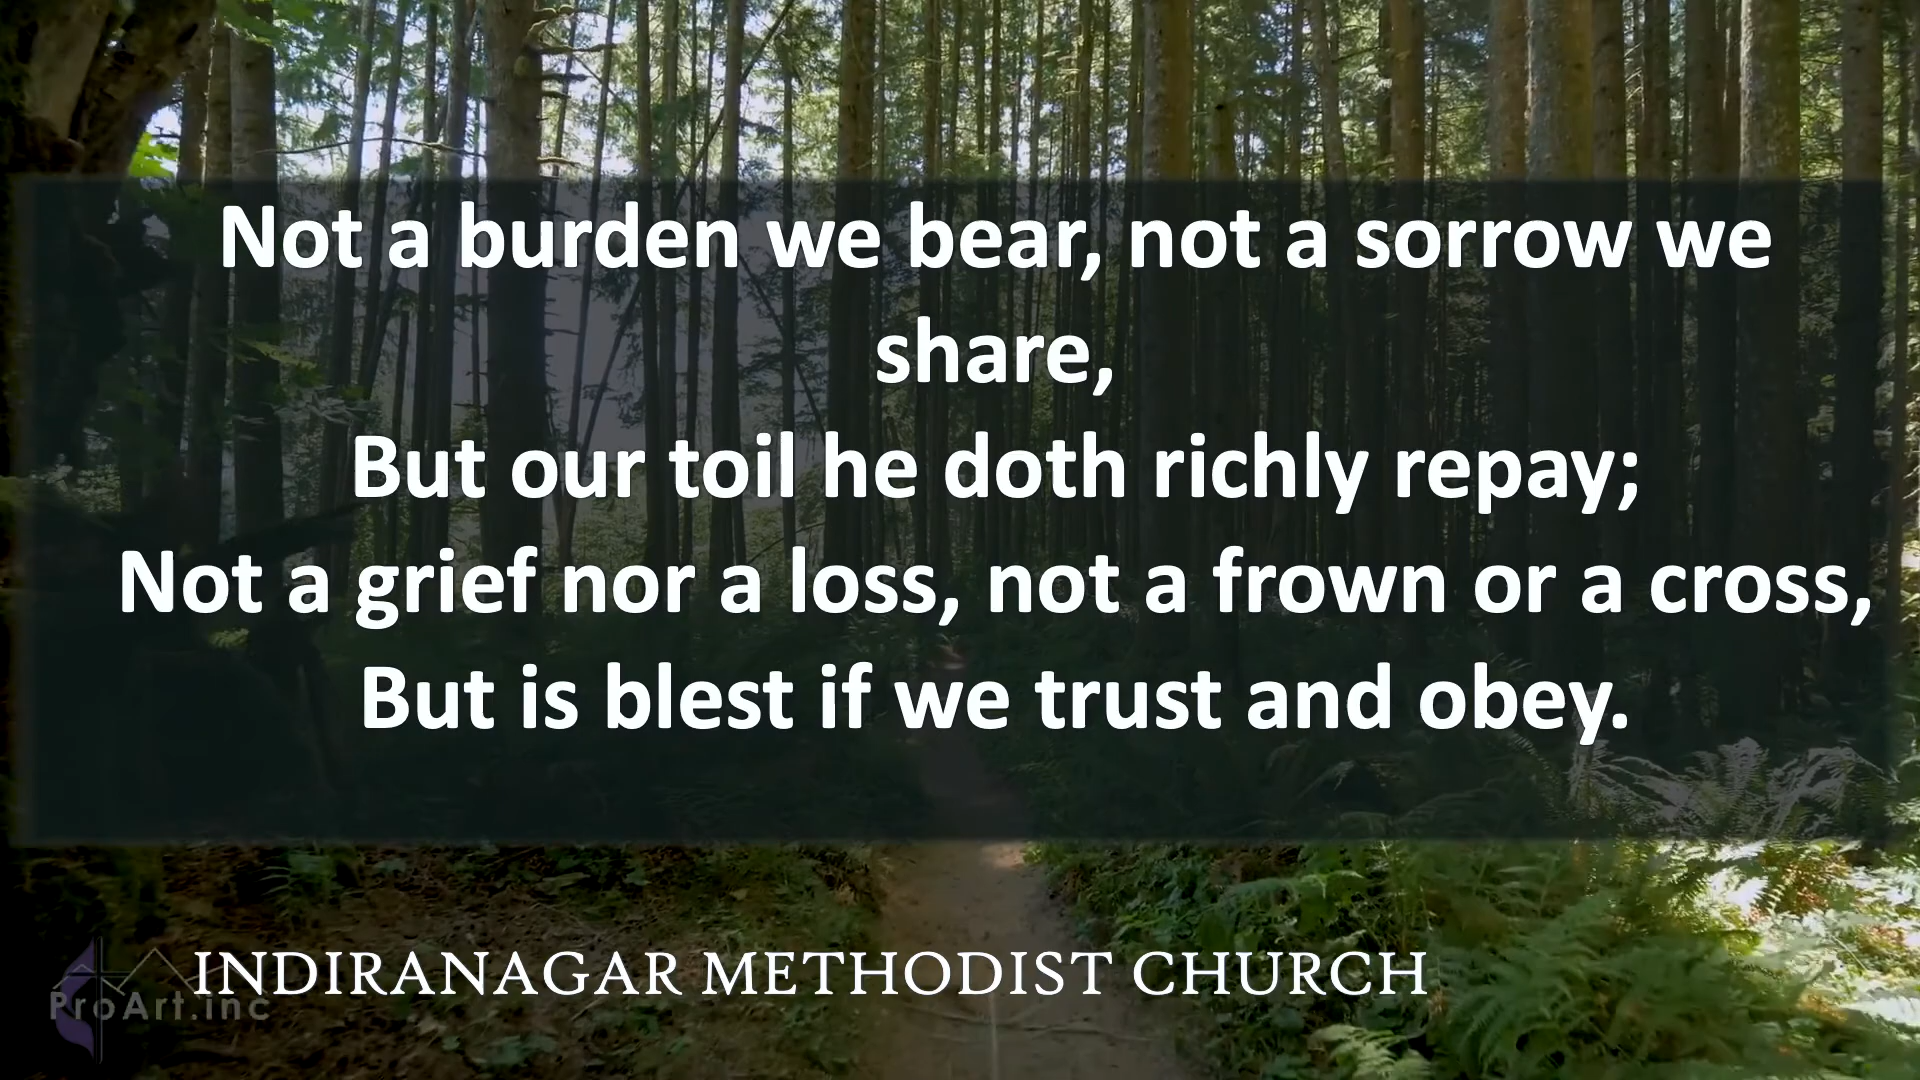 Not a burden we bear, not a sorrow we
share,
But our toil he doth richly repay;
Not a grief nor a loss, not a frown or a cross,
But is blest if we trust and obey.
INDIRANAGAR METHODIST CHURCH
ProArt.inc